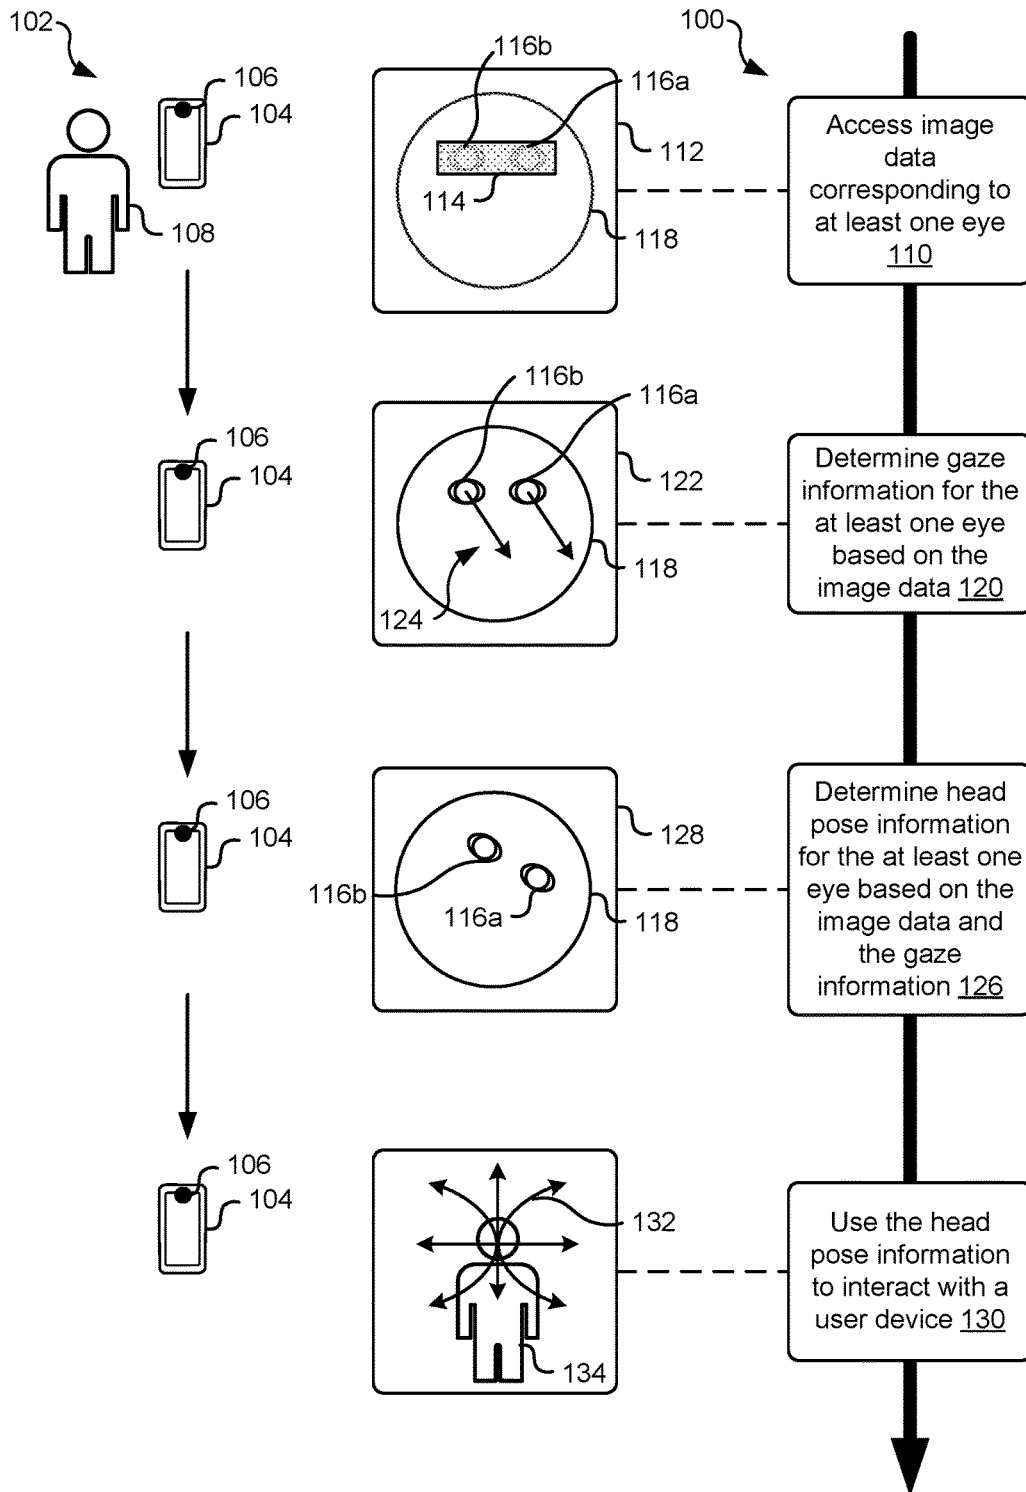 102
106
104
108
116b
116a
112
114
118
100
Access image
data
corresponding to
at least one eye
110
106
104
116b
116a
122
118
124
Determine gaze
information for the
at least one eye
based on the
image data 120
106
104
128
116b
116a
118
Determine head
pose information
for the at least one
eye based on the
image data and
the gaze
information 126
106
104
132
134
Use the head
pose information
to interact with a
user device 130